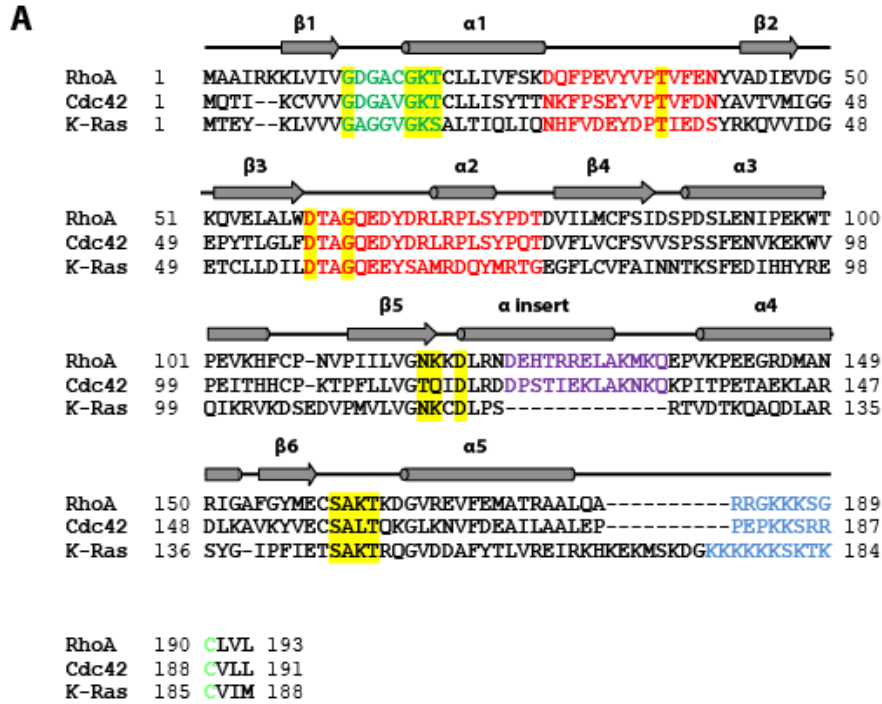 A
β1 α1 β2
RhoA 1 MAAIRKKLVIVGDGACGKTCLLIVFSKDQFPEVYVPTVFENYVADIEVDG 50
Cdc42 1 MQTI--KCVVVGDGAVGKTCLLISYTTNKFPSEYVPTVFDNYAVTVMIGG 48
K-Ras 1 MTEY--KLVVVGAGGVGKSALTIQLIQNHFVDEYDPTIEDSYRKQVVIDG 48
β3 α2 β4 α3
RhoA 51 KQVELALWDTAGQEDYDRLRPLSYPDTDVILMCFSIDSPDSLENIPEKWT 100
Cdc42 49 EPYTLGLFDTAGQEDYDRLRPLSYPQTDVFLVCFSVVSPSSFENVKEKWV 98
K-Ras 49 ETCLLDILDTAGQEEYSAMRDQYMRTGEGFLCVFAINNTKSFEDIHHYRE 98
β5 α insert α4
RhoA 101 PEVKHFCP-NVPIILVGNKKDLRNDEHTRRELAKMKQEPVKPEEGRDMAN 149
Cdc42 99 PEITHHCP-KTPFLLVGTQIDLRDDPSTIEKLAKNKQKPITPETAEKLAR 147
K-Ras 99 QIKRVKDSEDVPMVLVGNKCDLPS-------------RTVDTKQAQDLAR 135
β6 α5
RhoA 150 RIGAFGYMECSAKTKDGVREVFEMATRAALQA----------RRGKKKSG 189
Cdc42 148 DLKAVKYVECSALTQKGLKNVFDEAILAALEP----------PEPKKSRR 187
K-Ras 136 SYG-IPFIETSAKTRQGVDDAFYTLVREIRKHKEKMSKDGKKKKKKSKTK 184
RhoA 190 CLVL 193
Cdc42 188 CVLL 191
K-Ras 185 CVIM 188